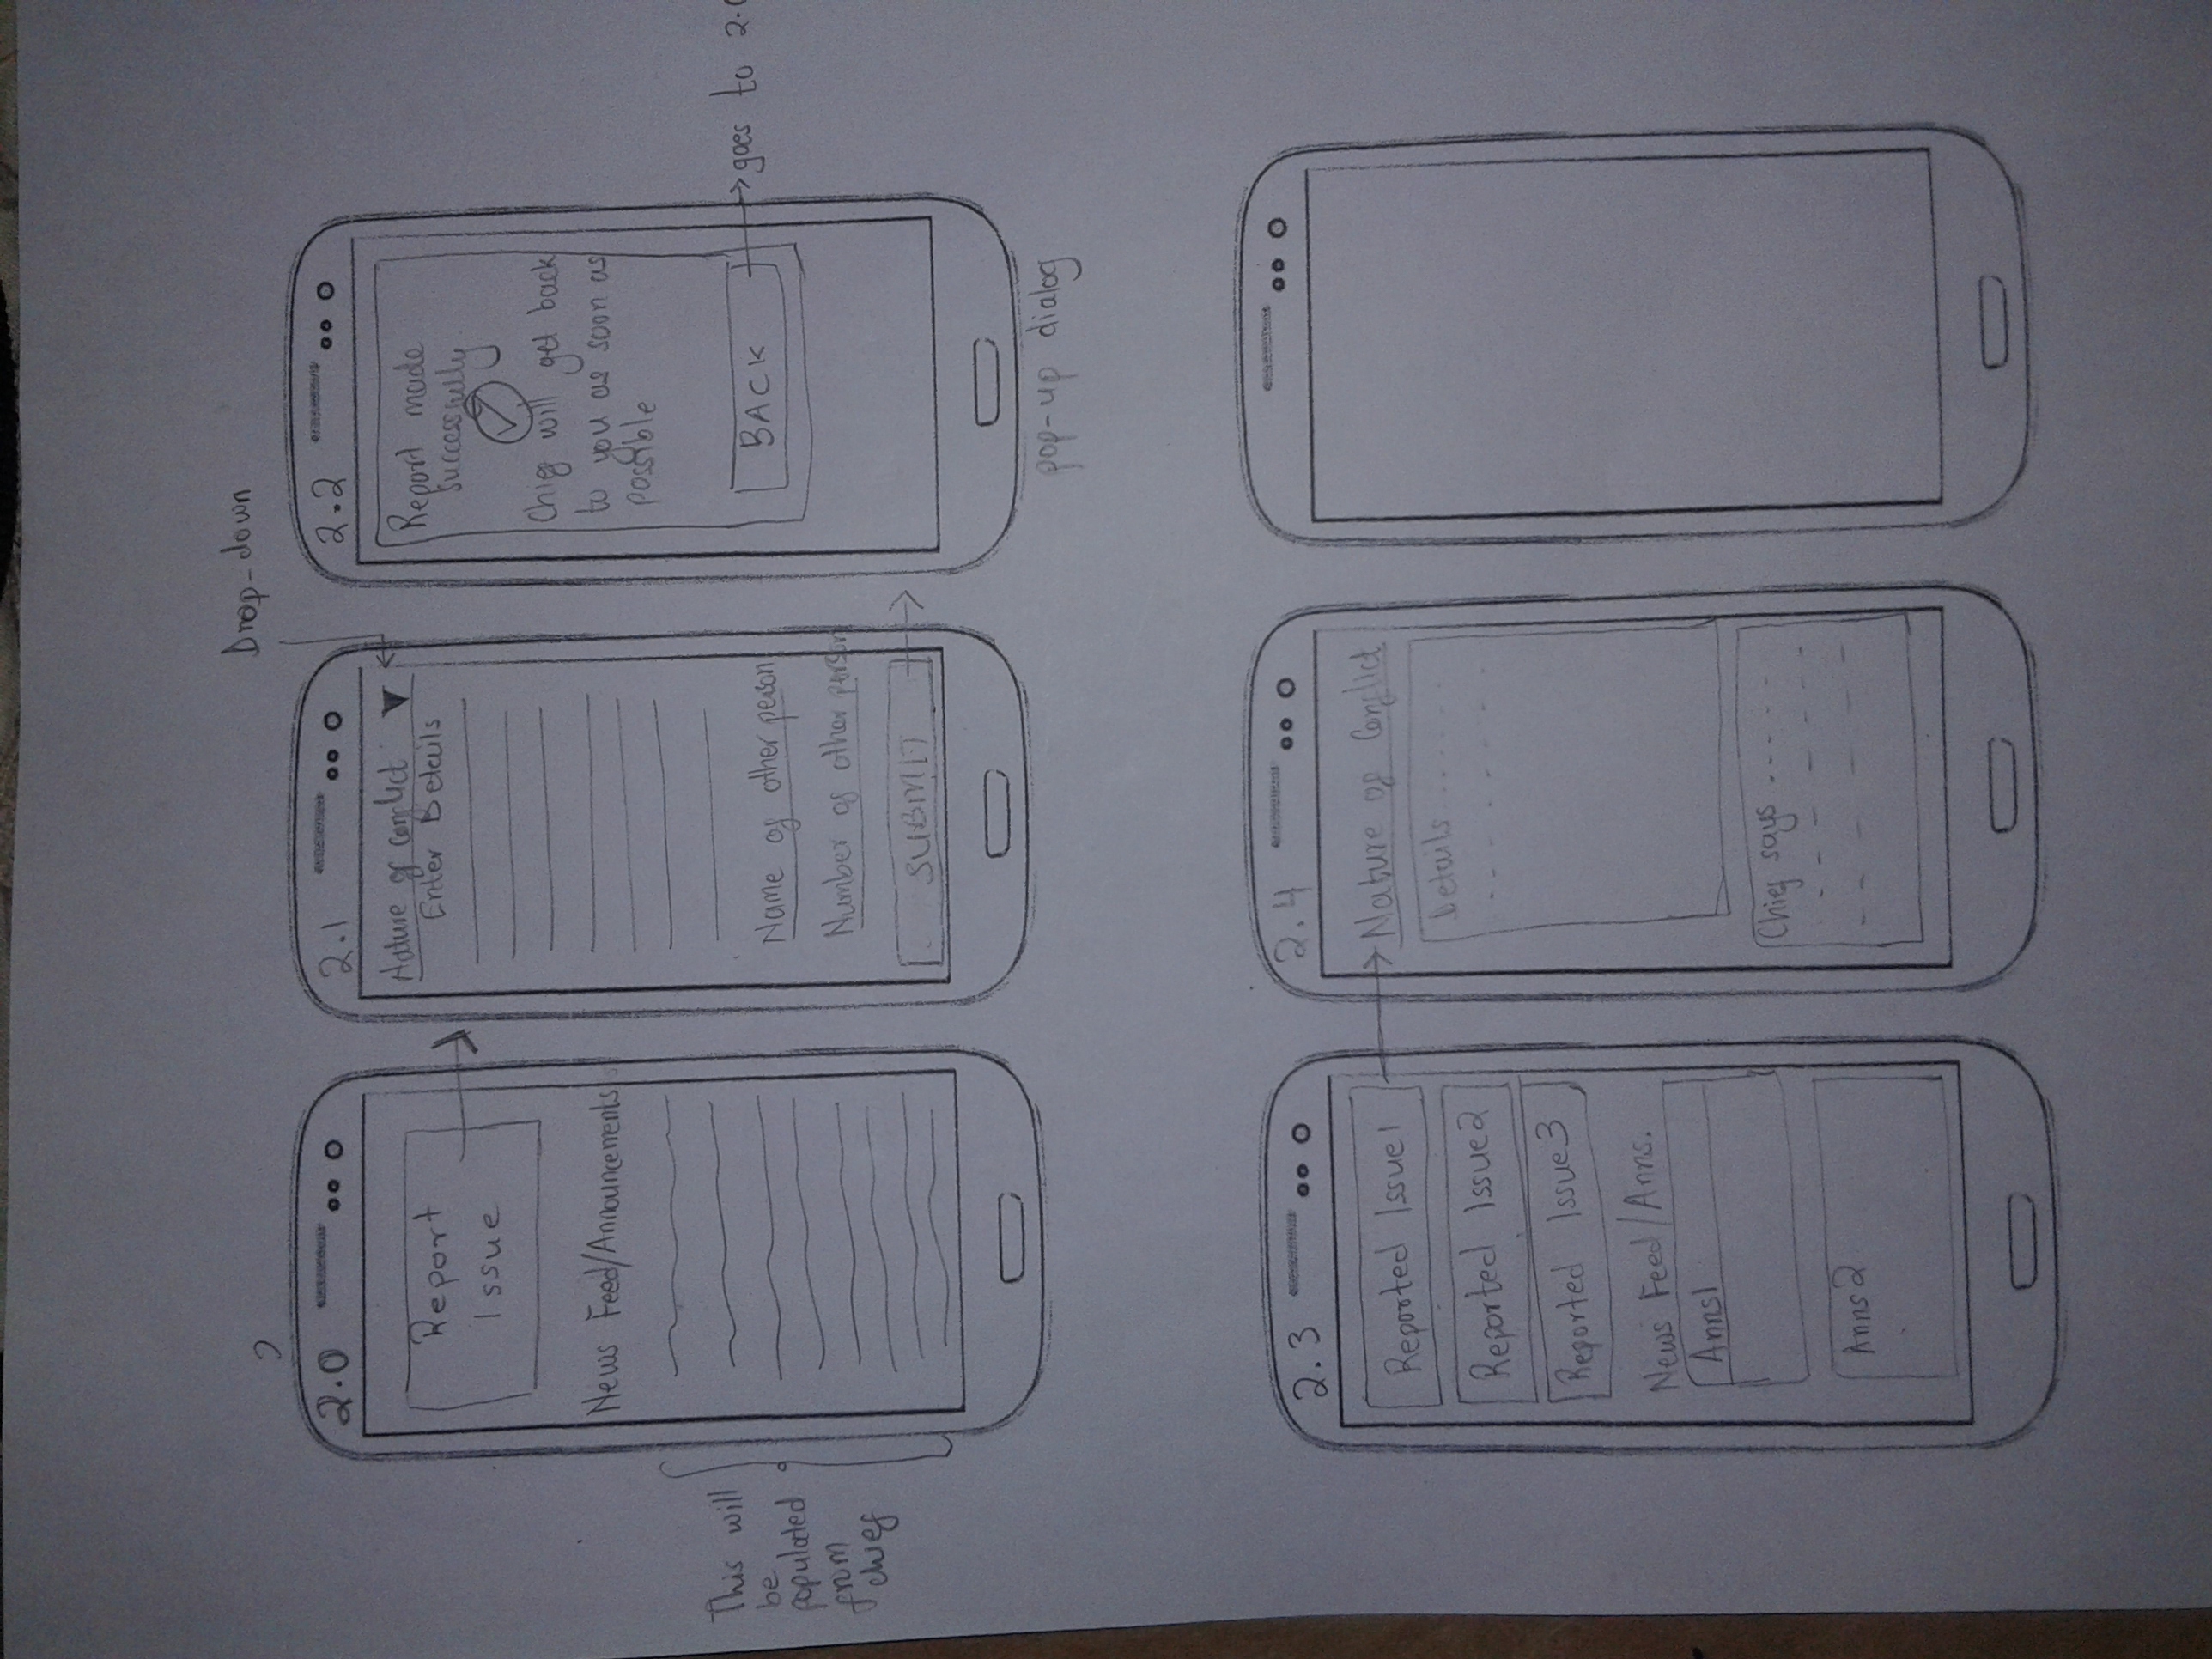 Drop-down
2.0
Report
Issue
News Feed/Announcements
This will
be
populated
from
chief
2.1
Nature of conflict
Enter Details
Name of other person
Number of other person
SUBMIT
2.2
Report made
successfully
Chief will get back
to you as soon as
possible
BACK
goes to 2.0
pop-up dialog
2.3
Reported Issue1
Reported Issue2
Reported Issue3
News Feed/Anns.
Anns1
Anns2
2.4
Nature of Conflict
Details .......
Chief says .....